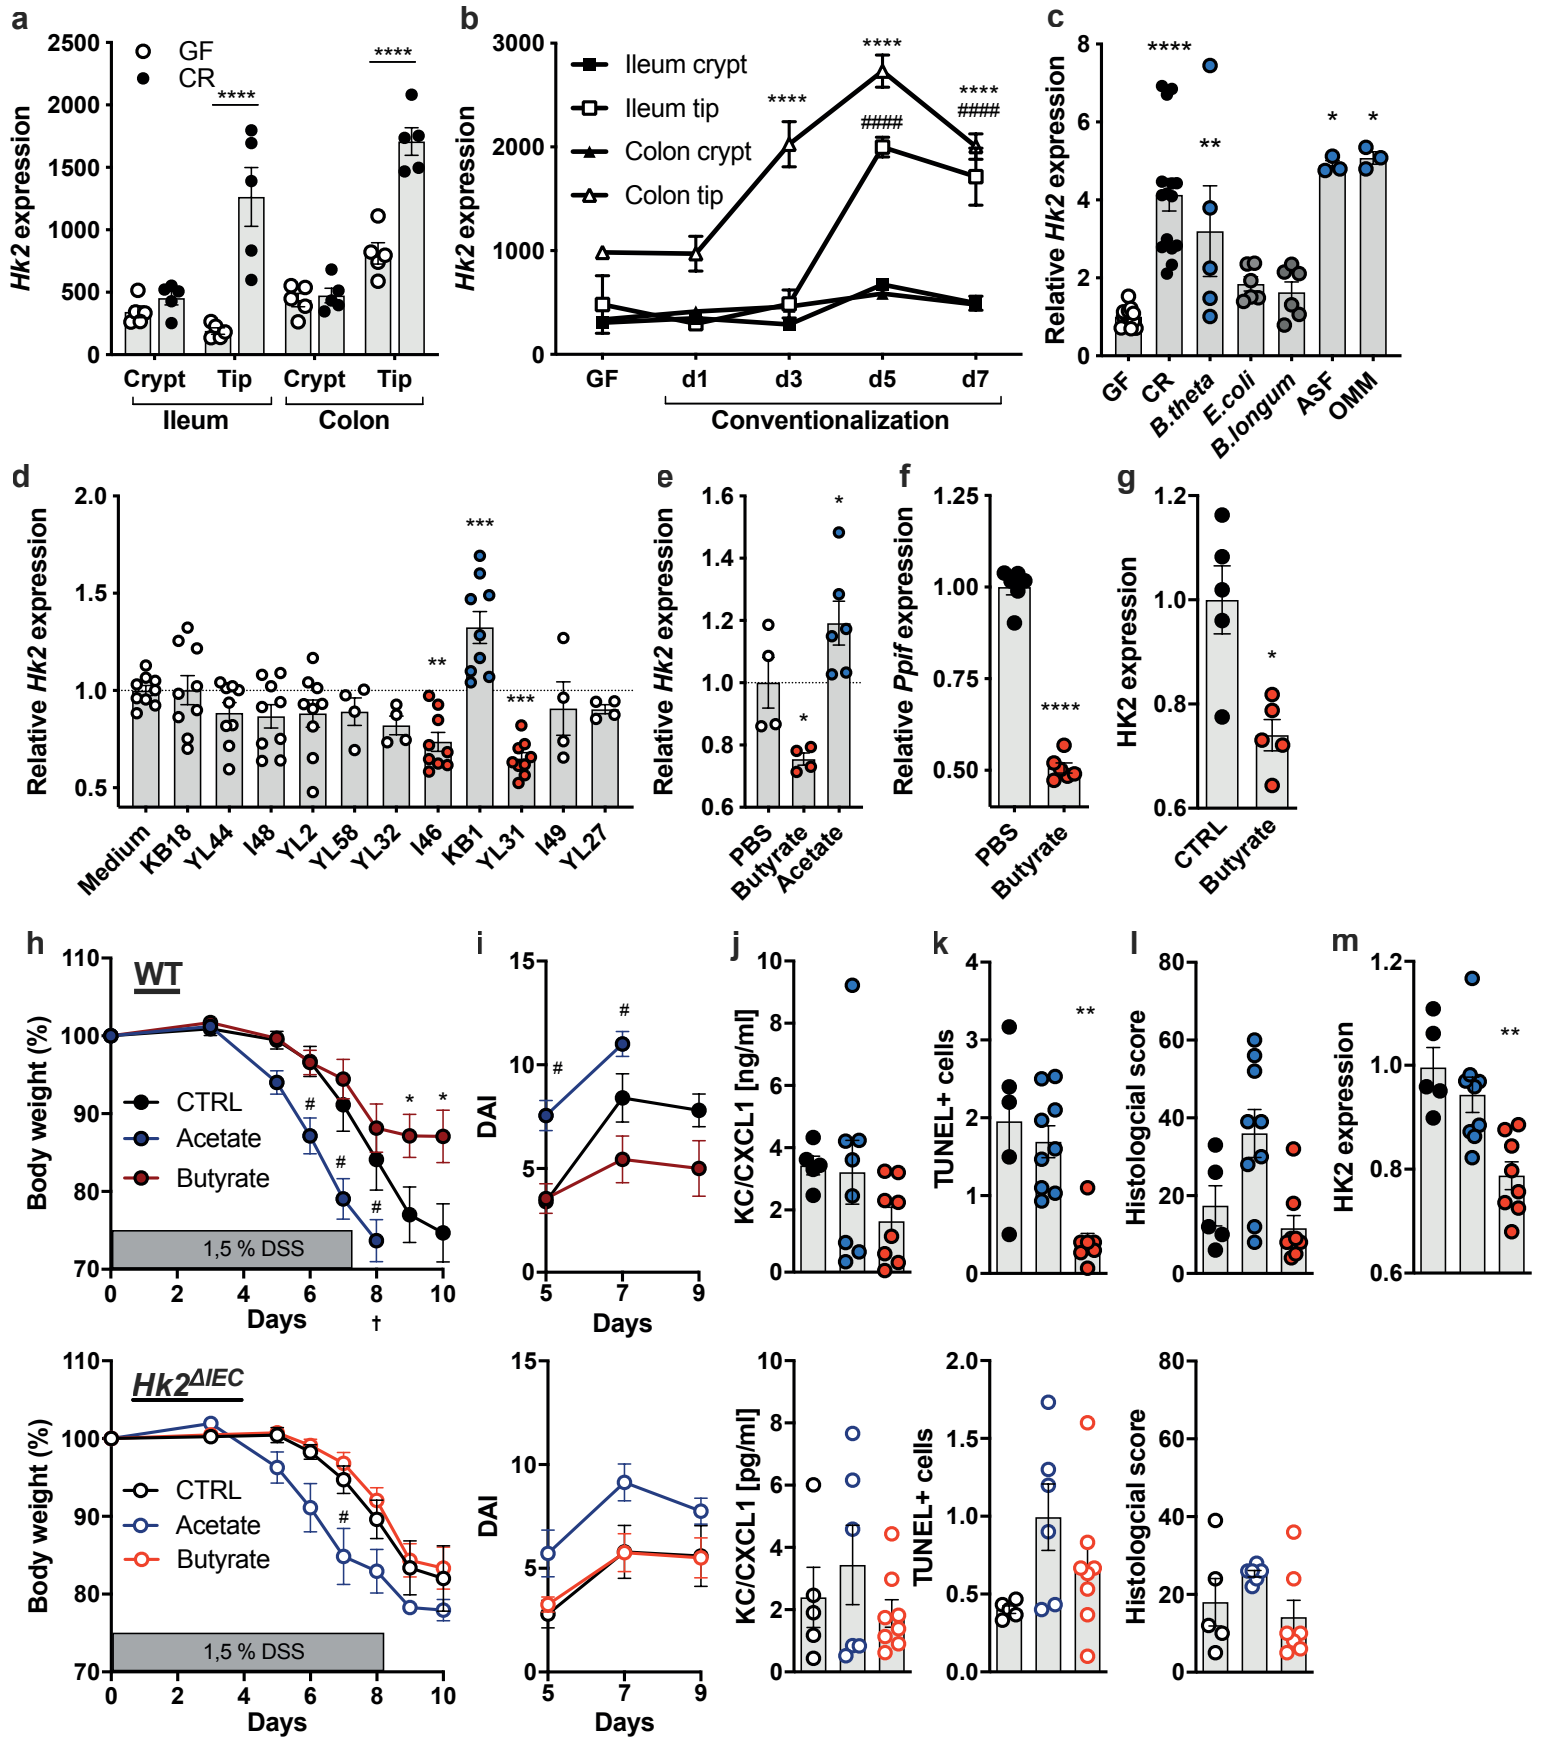 a
2500
2000
1500
1000
500
0
Hk2 expression
GF
CR
****
****
Crypt
Tip
Crypt
Tip
Ileum
Colon
b
3000
2000
1000
0
Hk2 expression
Ileum crypt
Ileum tip
Colon crypt
Colon tip
****
****
####
****
####
GF
d1
d3
d5
d7
Conventionalization
c
8
6
4
2
0
Relative Hk2 expression
****
**
*
*
GF
CR
B.theta
E.coli
B.longum
ASF
OMM
d
2.0
1.5
1.0
0.5
Relative Hk2 expression
**
***
***
Medium
KB18
YL44
I48
YL2
YL58
YL32
I46
KB1
YL31
I49
YL27
e
1.6
1.4
1.2
1.0
0.8
0.6
Relative Hk2 expression
*
*
PBS
Butyrate
Acetate
f
1.25
1.00
0.75
0.50
Relative Ppif expression
****
PBS
Butyrate
g
1.2
1.0
0.8
0.6
HK2 expression
*
CTRL
Butyrate
h
110
100
90
80
70
Body weight (%)
WT
CTRL
Acetate
Butyrate
#
#
#
*
*
1,5 % DSS
0
2
4
6
8
10
Days
†
i
15
10
5
0
DAI
#
#
5
7
9
Days
j
10
8
6
4
2
0
KC/CXCL1 [ng/ml]
k
4
3
2
1
0
TUNEL+ cells
**
l
80
60
40
20
0
Histologcial score
m
1.2
1.0
0.8
0.6
HK2 expression
**
110
100
90
80
70
Body weight (%)
Hk2ΔIEC
CTRL
Acetate
Butyrate
#
1,5 % DSS
0
2
4
6
8
10
Days
15
10
5
0
DAI
5
7
9
Days
10
8
6
4
2
0
KC/CXCL1 [pg/ml]
2.0
1.5
1.0
0.5
0.0
TUNEL+ cells
80
60
40
20
0
Histologcial score